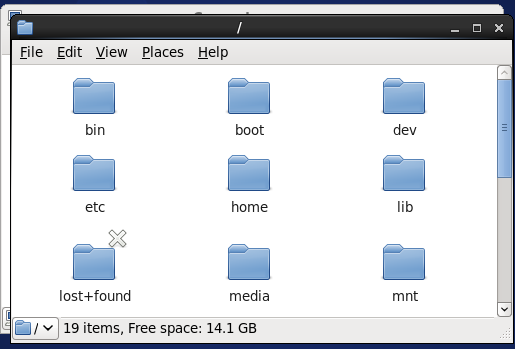 /
File Edit View Places Help
bin boot dev
etc home lib
lost+found media mnt
/ 19 items, Free space: 14.1 GB